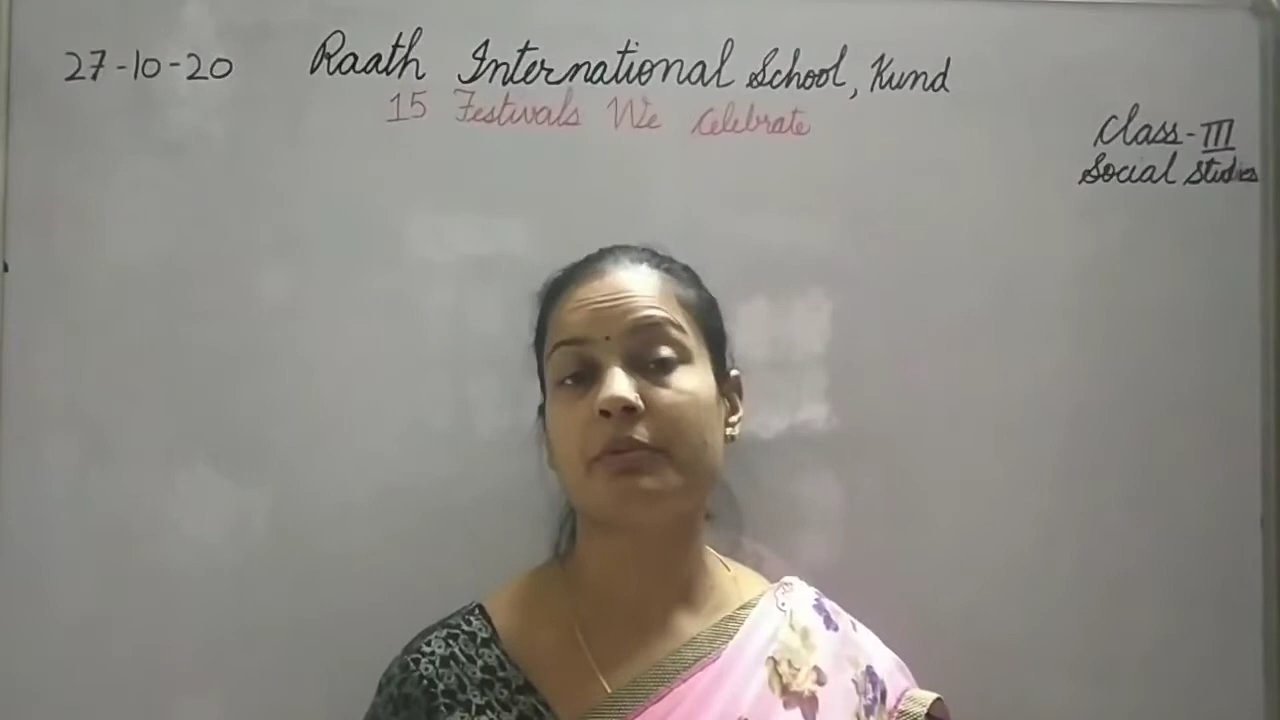 27-10-20 Raath International School, Kund
15 Festivals We Celebrate
Class-III
Social Studies